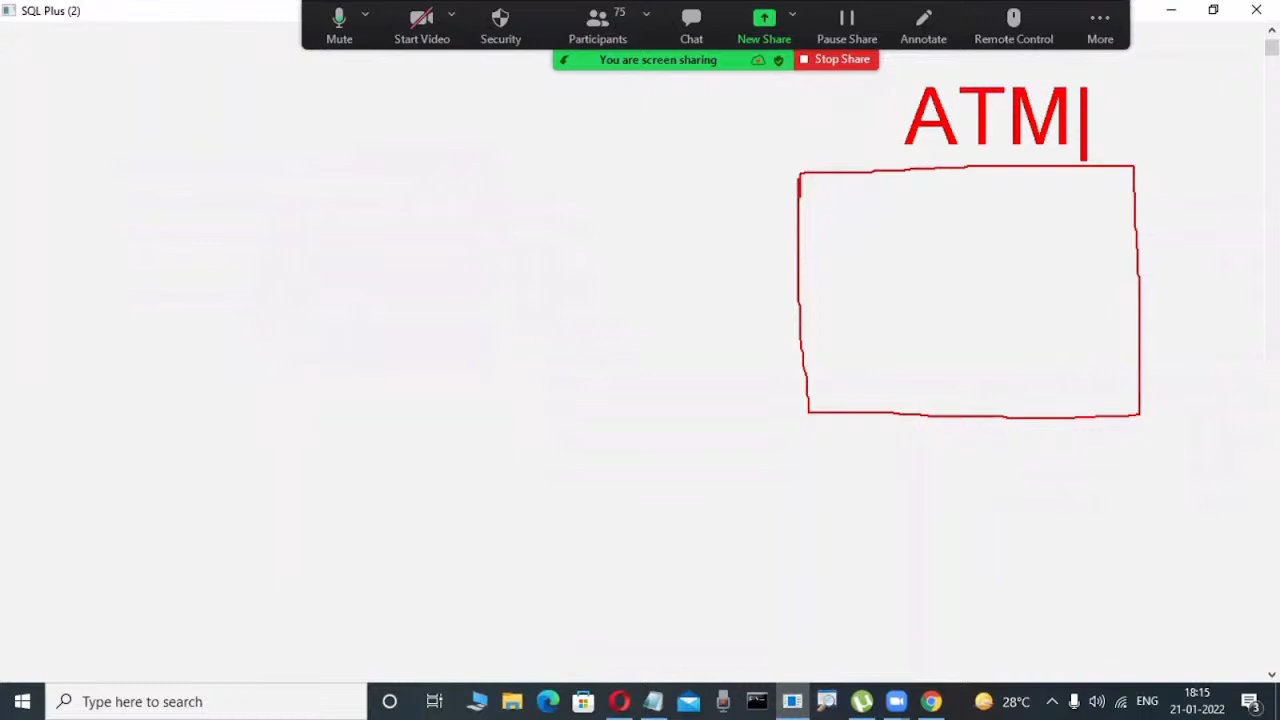 SQL Plus (2)
75
Mute
Start Video
Security
Participants
Chat
New Share
Pause Share
Annotate
Remote Control
More
You are screen sharing
Stop Share
ATM
Type here to search
28°C
ENG
18:15
21-01-2022
3